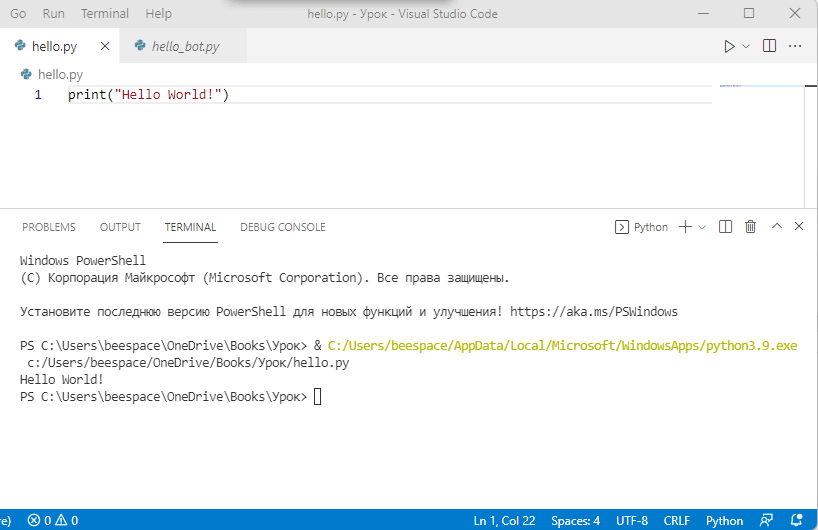 Go Run Terminal Help hello.py - Урок - Visual Studio Code
hello.py hello_bot.py
hello.py
1 print("Hello World!")
PROBLEMS OUTPUT TERMINAL DEBUG CONSOLE Python
Windows PowerShell
(C) Корпорация Майкрософт (Microsoft Corporation). Все права защищены.
Установите последнюю версию PowerShell для новых функций и улучшения! https://aka.ms/PSWindows
PS C:\Users\beespace\OneDrive\Books\Урок> & C:/Users/beespace/AppData/Local/Microsoft/WindowsApps/python3.9.exe
c:/Users/beespace/OneDrive/Books/Урок/hello.py
Hello World!
PS C:\Users\beespace\OneDrive\Books\Урок>
re) 0 0 Ln 1, Col 22 Spaces: 4 UTF-8 CRLF Python